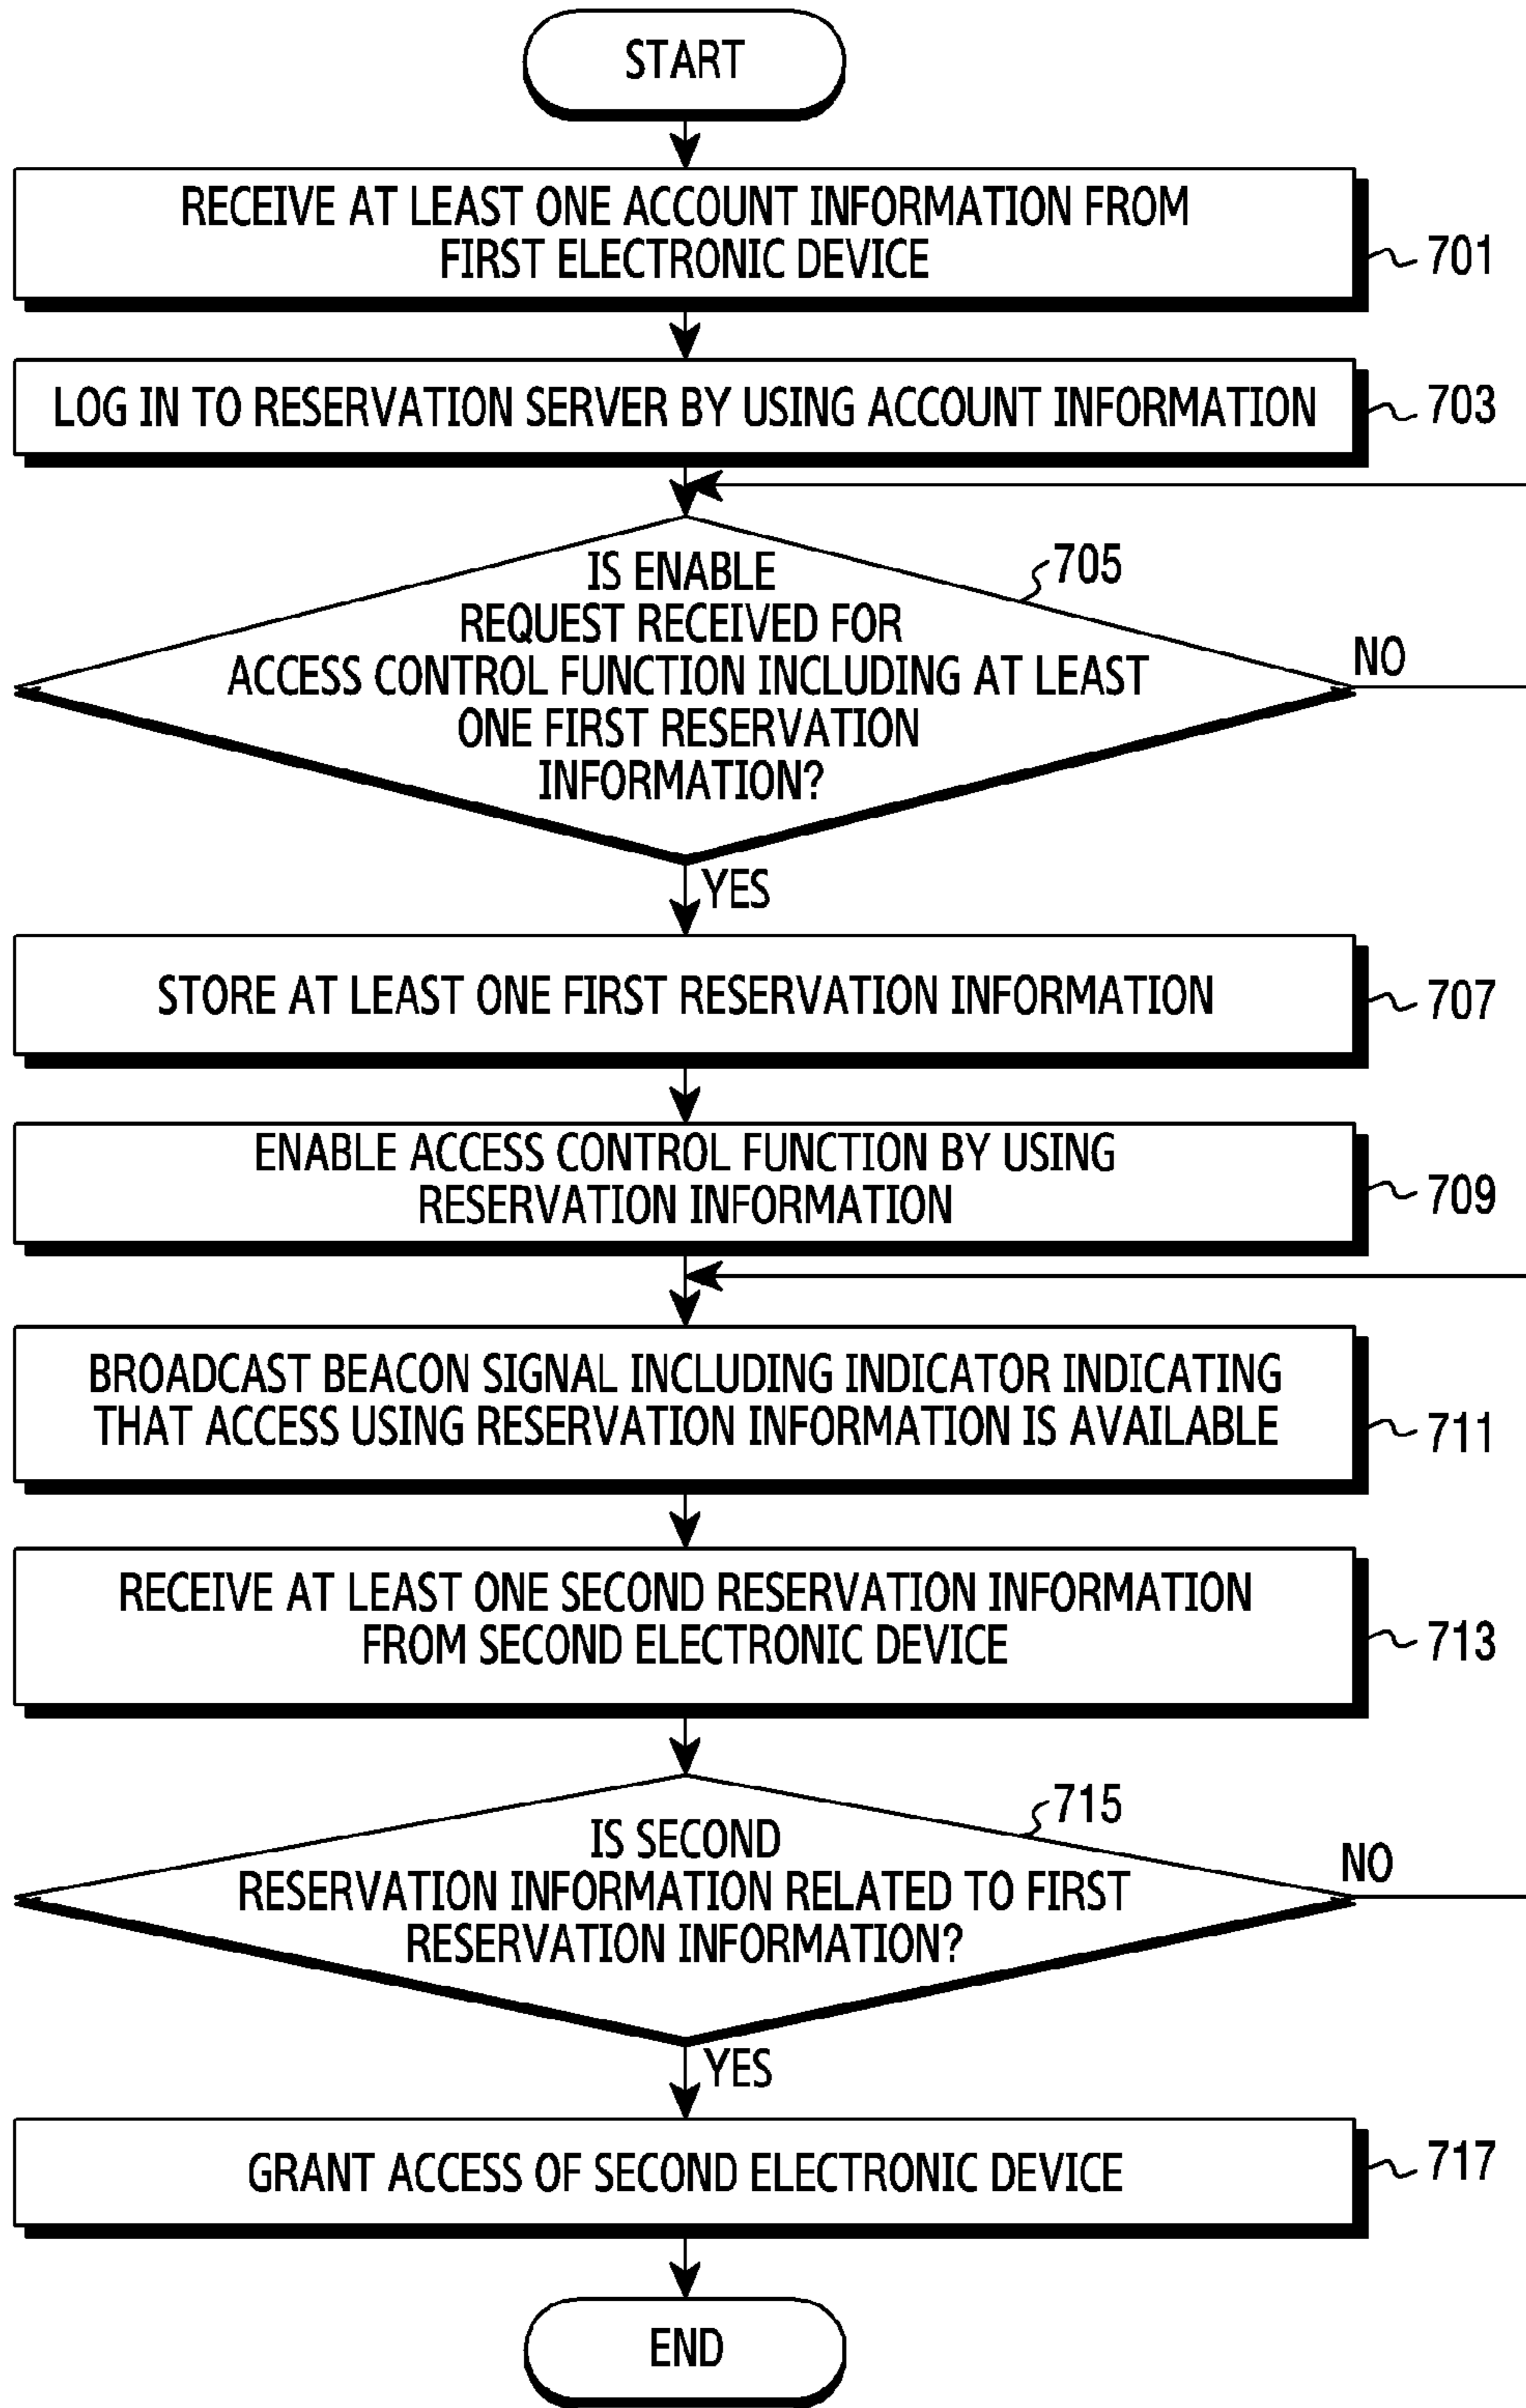 START
RECEIVE AT LEAST ONE ACCOUNT INFORMATION FROM
FIRST ELECTRONIC DEVICE
701
LOG IN TO RESERVATION SERVER BY USING ACCOUNT INFORMATION
703
IS ENABLE
REQUEST RECEIVED FOR
ACCESS CONTROL FUNCTION INCLUDING AT LEAST
ONE FIRST RESERVATION
INFORMATION?
705
NO
YES
STORE AT LEAST ONE FIRST RESERVATION INFORMATION
707
ENABLE ACCESS CONTROL FUNCTION BY USING
RESERVATION INFORMATION
709
BROADCAST BEACON SIGNAL INCLUDING INDICATOR INDICATING
THAT ACCESS USING RESERVATION INFORMATION IS AVAILABLE
711
RECEIVE AT LEAST ONE SECOND RESERVATION INFORMATION
FROM SECOND ELECTRONIC DEVICE
713
IS SECOND
RESERVATION INFORMATION RELATED TO FIRST
RESERVATION INFORMATION?
715
NO
YES
GRANT ACCESS OF SECOND ELECTRONIC DEVICE
717
END